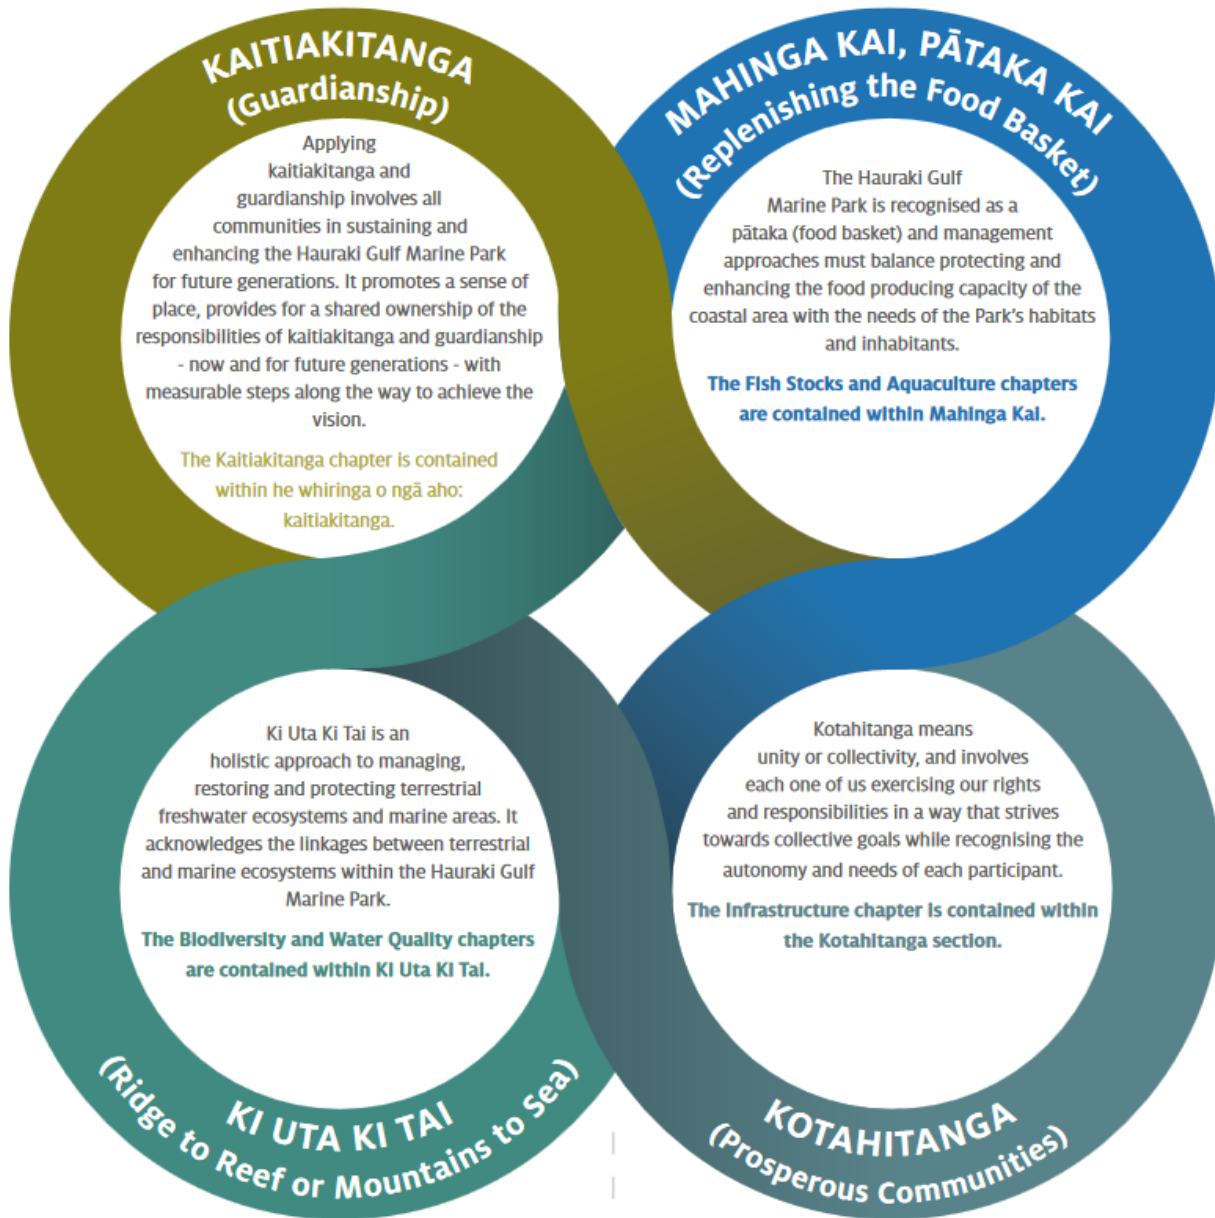 KAITIAKITANGA
(Guardianship)
Applying
kaitiakitanga and
guardianship involves all
communities in sustaining and
enhancing the Hauraki Gulf Marine Park
for future generations. It promotes a sense of
place, provides for a shared ownership of the
responsibilities of kaitiakitanga and guardianship
- now and for future generations - with
measurable steps along the way to achieve the
vision.
The Kaitiakitanga chapter is contained
within he whiringa o ngā aho:
kaitiakitanga.
MAHINGA KAI, PĀTAKA KAI
(Replenishing the Food Basket)
The Hauraki Gulf
Marine Park is recognised as a
pātaka (food basket) and management
approaches must balance protecting and
enhancing the food producing capacity of the
coastal area with the needs of the Park's habitats
and inhabitants.
The Fish Stocks and Aquaculture chapters
are contained within Mahinga Kai.
Ki Uta Ki Tai is an
holistic approach to managing,
restoring and protecting terrestrial
freshwater ecosystems and marine areas. It
acknowledges the linkages between terrestrial
and marine ecosystems within the Hauraki Gulf
Marine Park.
The Biodiversity and Water Quality chapters
are contained within Ki Uta Ki Tai.
KI UTA KI TAI
(Ridge to Reef or Mountains to Sea)
Kotahitanga means
unity or collectivity, and involves
each one of us exercising our rights
and responsibilities in a way that strives
towards collective goals while recognising the
autonomy and needs of each participant.
The Infrastructure chapter is contained within
the Kotahitanga section.
KOTAHITANGA
(Prosperous Communities)